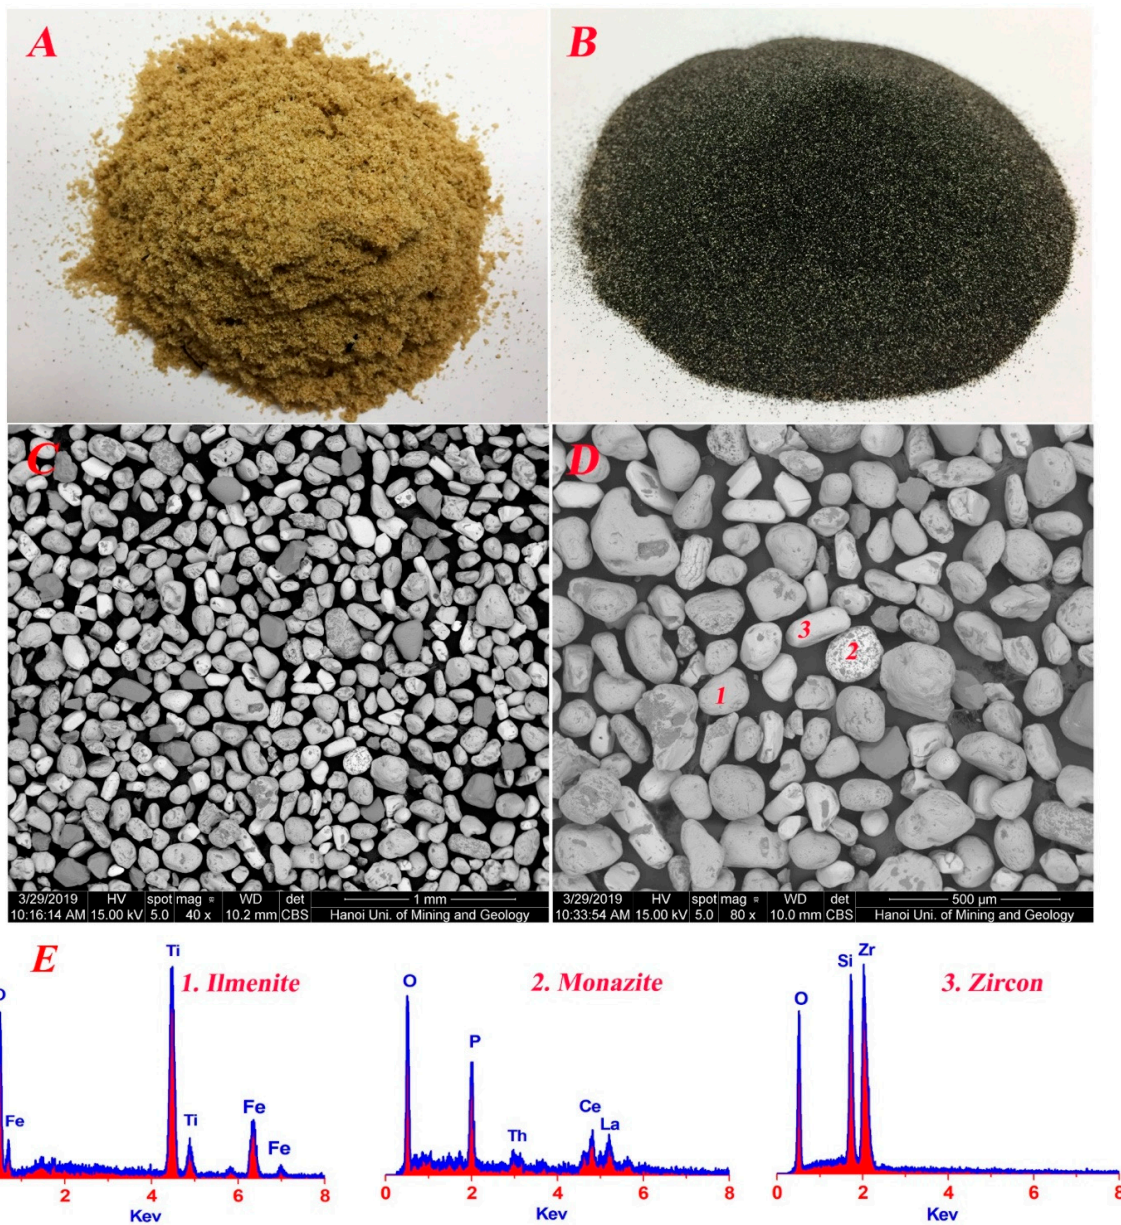 A
B
C
D
3/29/2019 HV spot mag WD det 1 mm
10:16:14 AM 15.00 kV 5.0 40 x 10.2 mm CBS Hanoi Uni. of Mining and Geology
3/29/2019 HV spot mag WD det 500 µm
10:33:54 AM 15.00 kV 5.0 80 x 10.0 mm CBS Hanoi Uni. of Mining and Geology
3
2
1
E
1. Ilmenite
Ti
Fe
Ti
Fe
Fe
2 4 6 8
Kev
2. Monazite
O
P
Th
Ce
La
0 2 4 6 8
Kev
3. Zircon
O
Si Zr
0 2 4 6 8
Kev